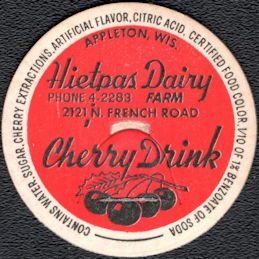 CONTAINS WATER, SUGAR, CHERRY EXTRACTIONS, ARTIFICIAL FLAVOR, CITRIC ACID, CERTIFIED FOOD COLOR, 1/10 OF 1% BENZOATE OF SODA
APPLETON, WIS.
Hietpas Dairy
PHONE 4-2283 FARM
2121 N. FRENCH ROAD
Cherry Drink